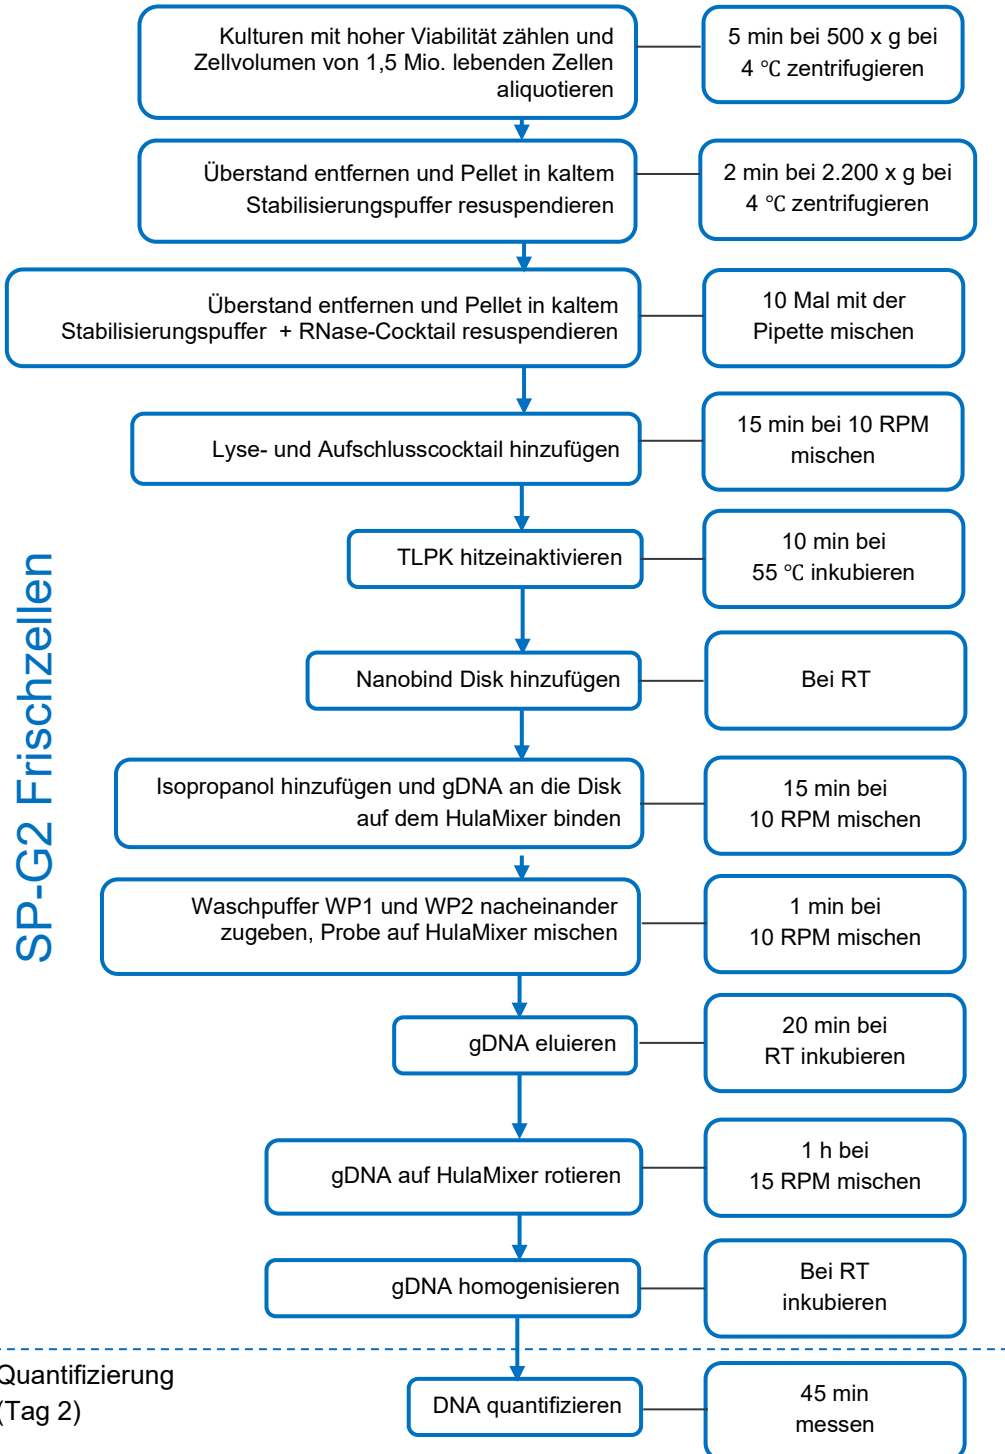 Kulturen mit hoher Viabilität zählen und
Zellvolumen von 1,5 Mio. lebenden Zellen
aliquotieren
5 min bei 500 x g bei
4 °C zentrifugieren
Überstand entfernen und Pellet in kaltem
Stabilisierungspuffer resuspendieren
2 min bei 2.200 x g bei
4 °C zentrifugieren
Überstand entfernen und Pellet in kaltem
Stabilisierungspuffer + RNase-Cocktail resuspendieren
10 Mal mit der
Pipette mischen
Lyse- und Aufschlusscocktail hinzufügen
15 min bei 10 RPM
mischen
TLPK hitzeinaktivieren
10 min bei
55 °C inkubieren
Nanobind Disk hinzufügen
Bei RT
Isopropanol hinzufügen und gDNA an die Disk
auf dem HulaMixer binden
15 min bei
10 RPM mischen
Waschpuffer WP1 und WP2 nacheinander
zugeben, Probe auf HulaMixer mischen
1 min bei
10 RPM mischen
gDNA eluieren
20 min bei
RT inkubieren
gDNA auf HulaMixer rotieren
1 h bei
15 RPM mischen
gDNA homogenisieren
Bei RT
inkubieren
SP-G2 Frischzellen
Quantifizierung
(Tag 2)
DNA quantifizieren
45 min
messen